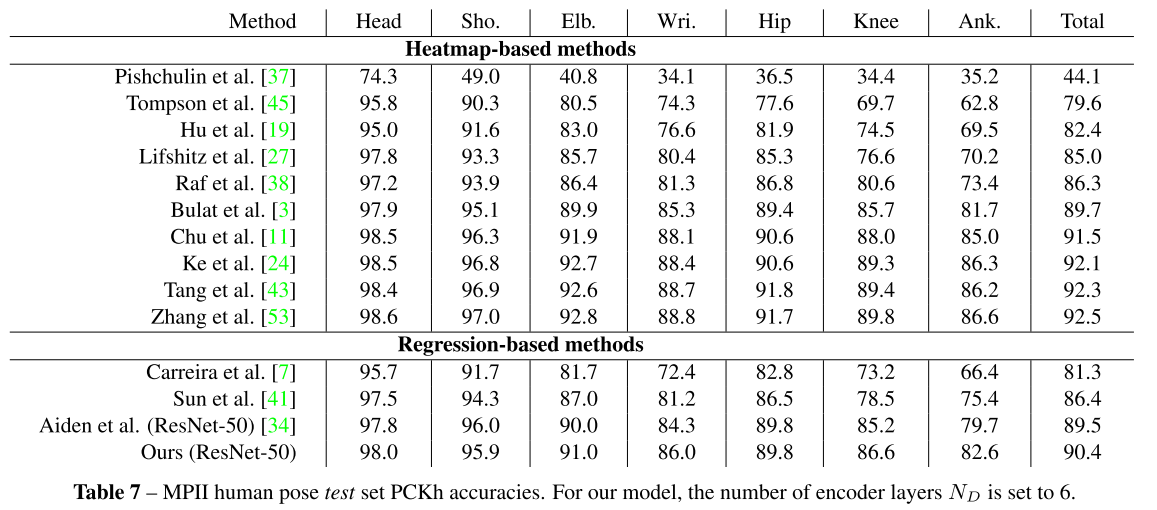 Method Head Sho. Elb. Wri. Hip Knee Ank. Total
Heatmap-based methods
Pishchulin et al. [37] 74.3 49.0 40.8 34.1 36.5 34.4 35.2 44.1
Tompson et al. [45] 95.8 90.3 80.5 74.3 77.6 69.7 62.8 79.6
Hu et al. [19] 95.0 91.6 83.0 76.6 81.9 74.5 69.5 82.4
Lifshitz et al. [27] 97.8 93.3 85.7 80.4 85.3 76.6 70.2 85.0
Raf et al. [38] 97.2 93.9 86.4 81.3 86.8 80.6 73.4 86.3
Bulat et al. [3] 97.9 95.1 89.9 85.3 89.4 85.7 81.7 89.7
Chu et al. [11] 98.5 96.3 91.9 88.1 90.6 88.0 85.0 91.5
Ke et al. [24] 98.5 96.8 92.7 88.4 90.6 89.3 86.3 92.1
Tang et al. [43] 98.4 96.9 92.6 88.7 91.8 89.4 86.2 92.3
Zhang et al. [53] 98.6 97.0 92.8 88.8 91.7 89.8 86.6 92.5
Regression-based methods
Carreira et al. [7] 95.7 91.7 81.7 72.4 82.8 73.2 66.4 81.3
Sun et al. [41] 97.5 94.3 87.0 81.2 86.5 78.5 75.4 86.4
Aiden et al. (ResNet-50) [34] 97.8 96.0 90.0 84.3 89.8 85.2 79.7 89.5
Ours (ResNet-50) 98.0 95.9 91.0 86.0 89.8 86.6 82.6 90.4
Table 7 – MPII human pose test set PCKh accuracies. For our model, the number of encoder layers N_D is set to 6.